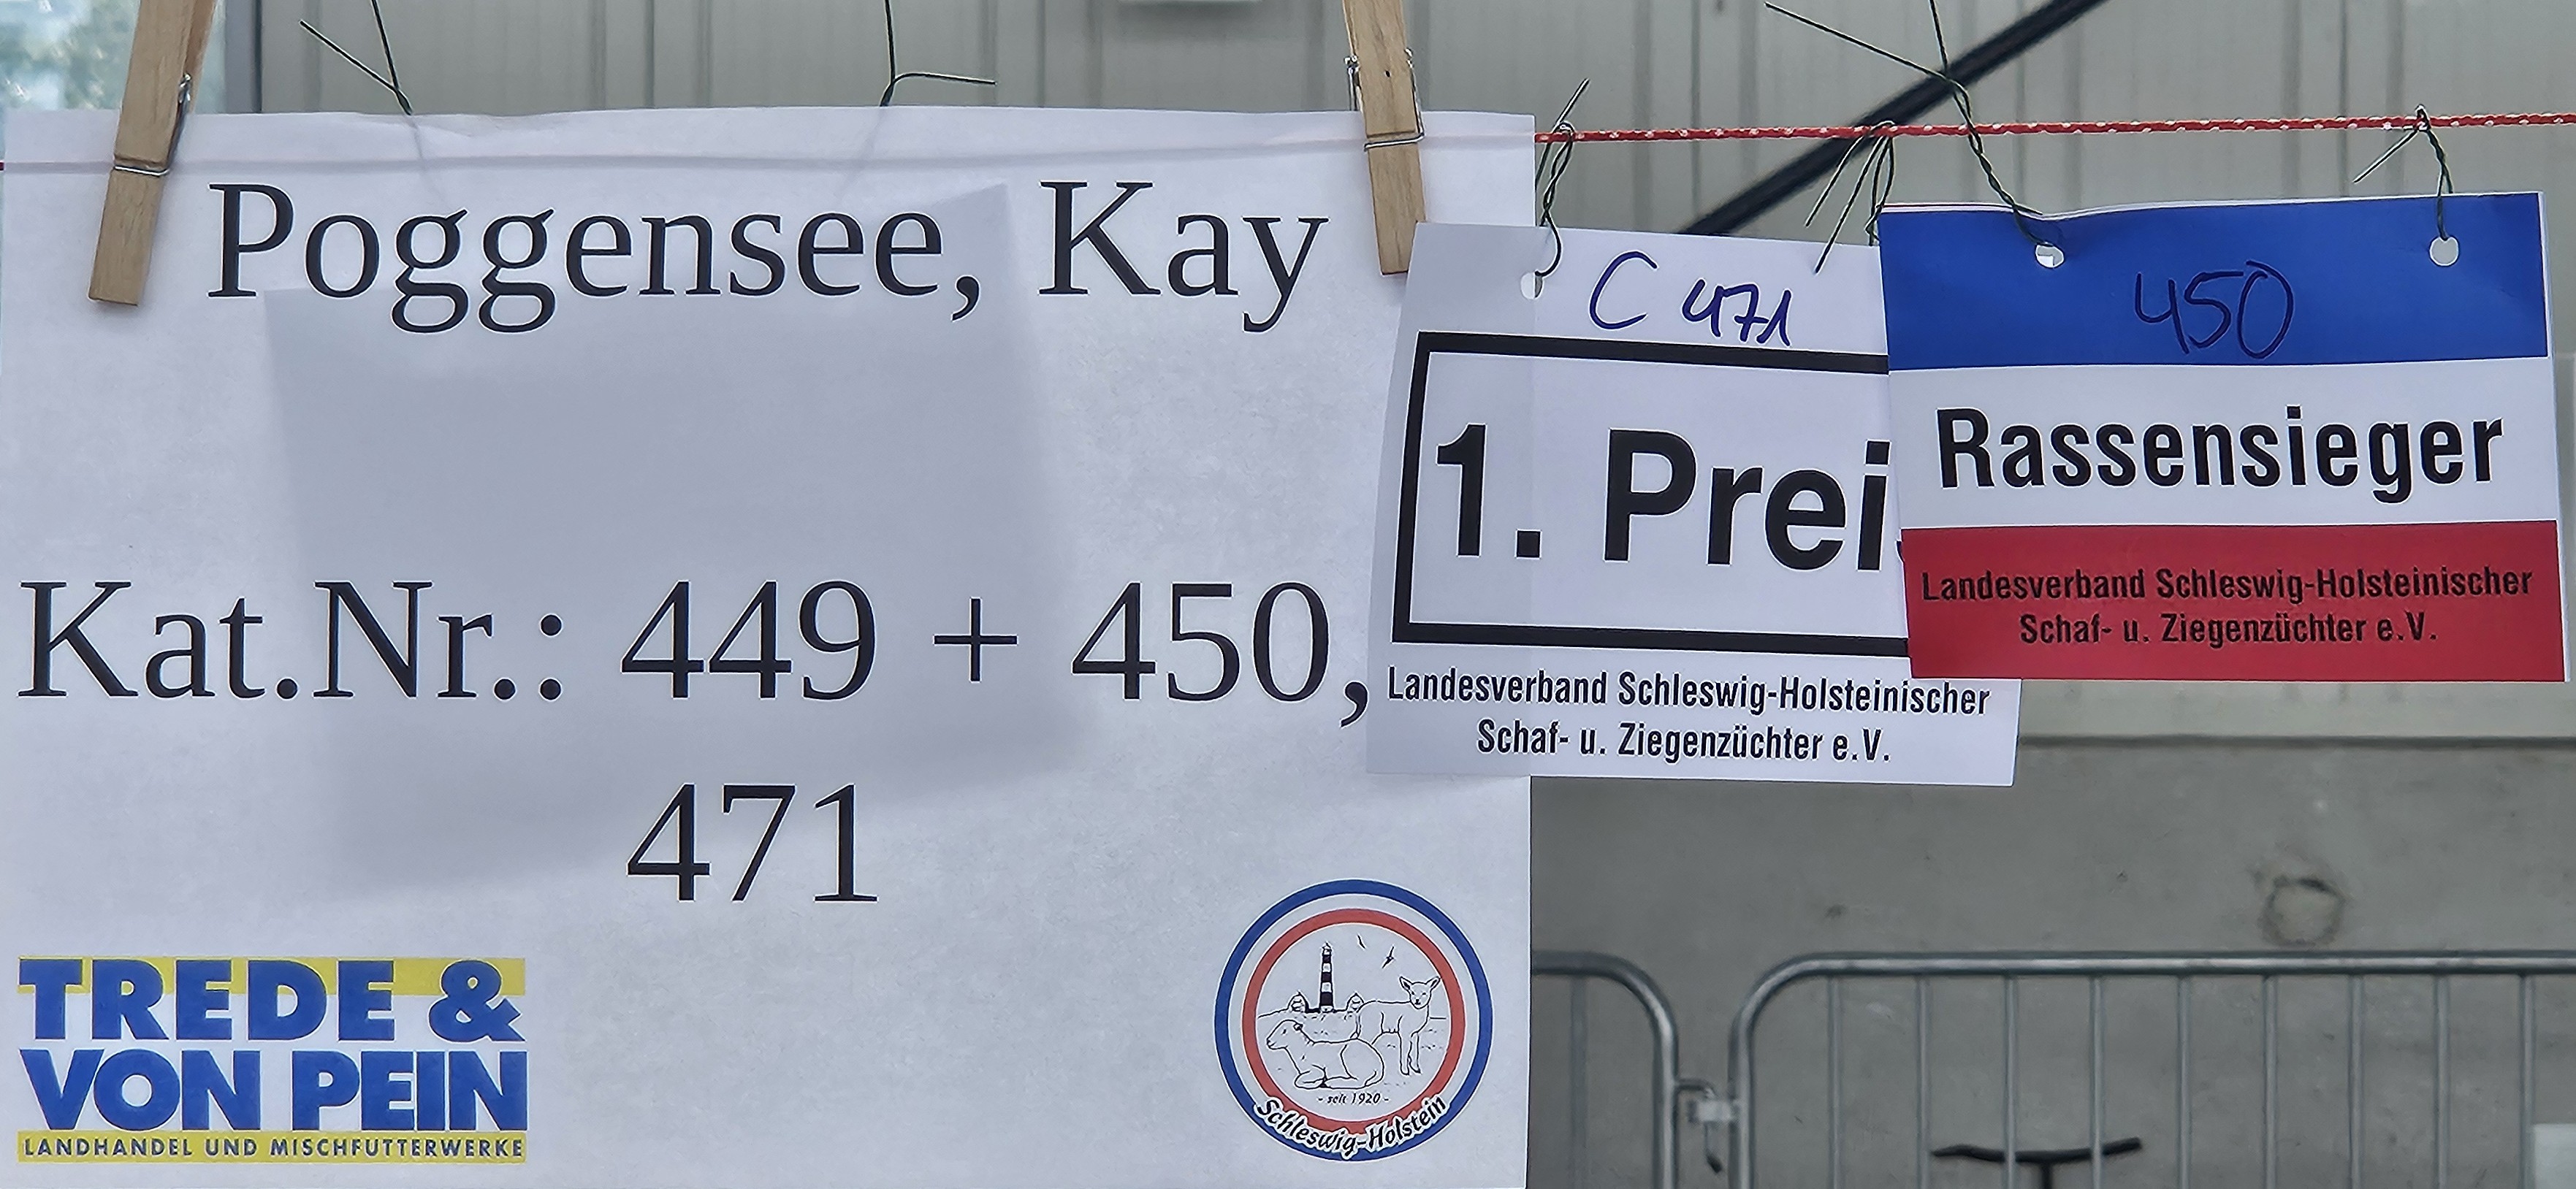 Poggensee, Kay
Kat.Nr.: 449 + 450,
471
TREDE &
VON PEIN
LANDHANDEL UND MISCHFUTTERWERKE
- seit 1920 -
Schleswig-Holstein
C 471
1. Prei
Landesverband Schleswig-Holsteinischer
Schaf- u. Ziegenzüchter e.V.
450
Rassensieger
Landesverband Schleswig-Holsteinischer
Schaf- u. Ziegenzüchter e.V.